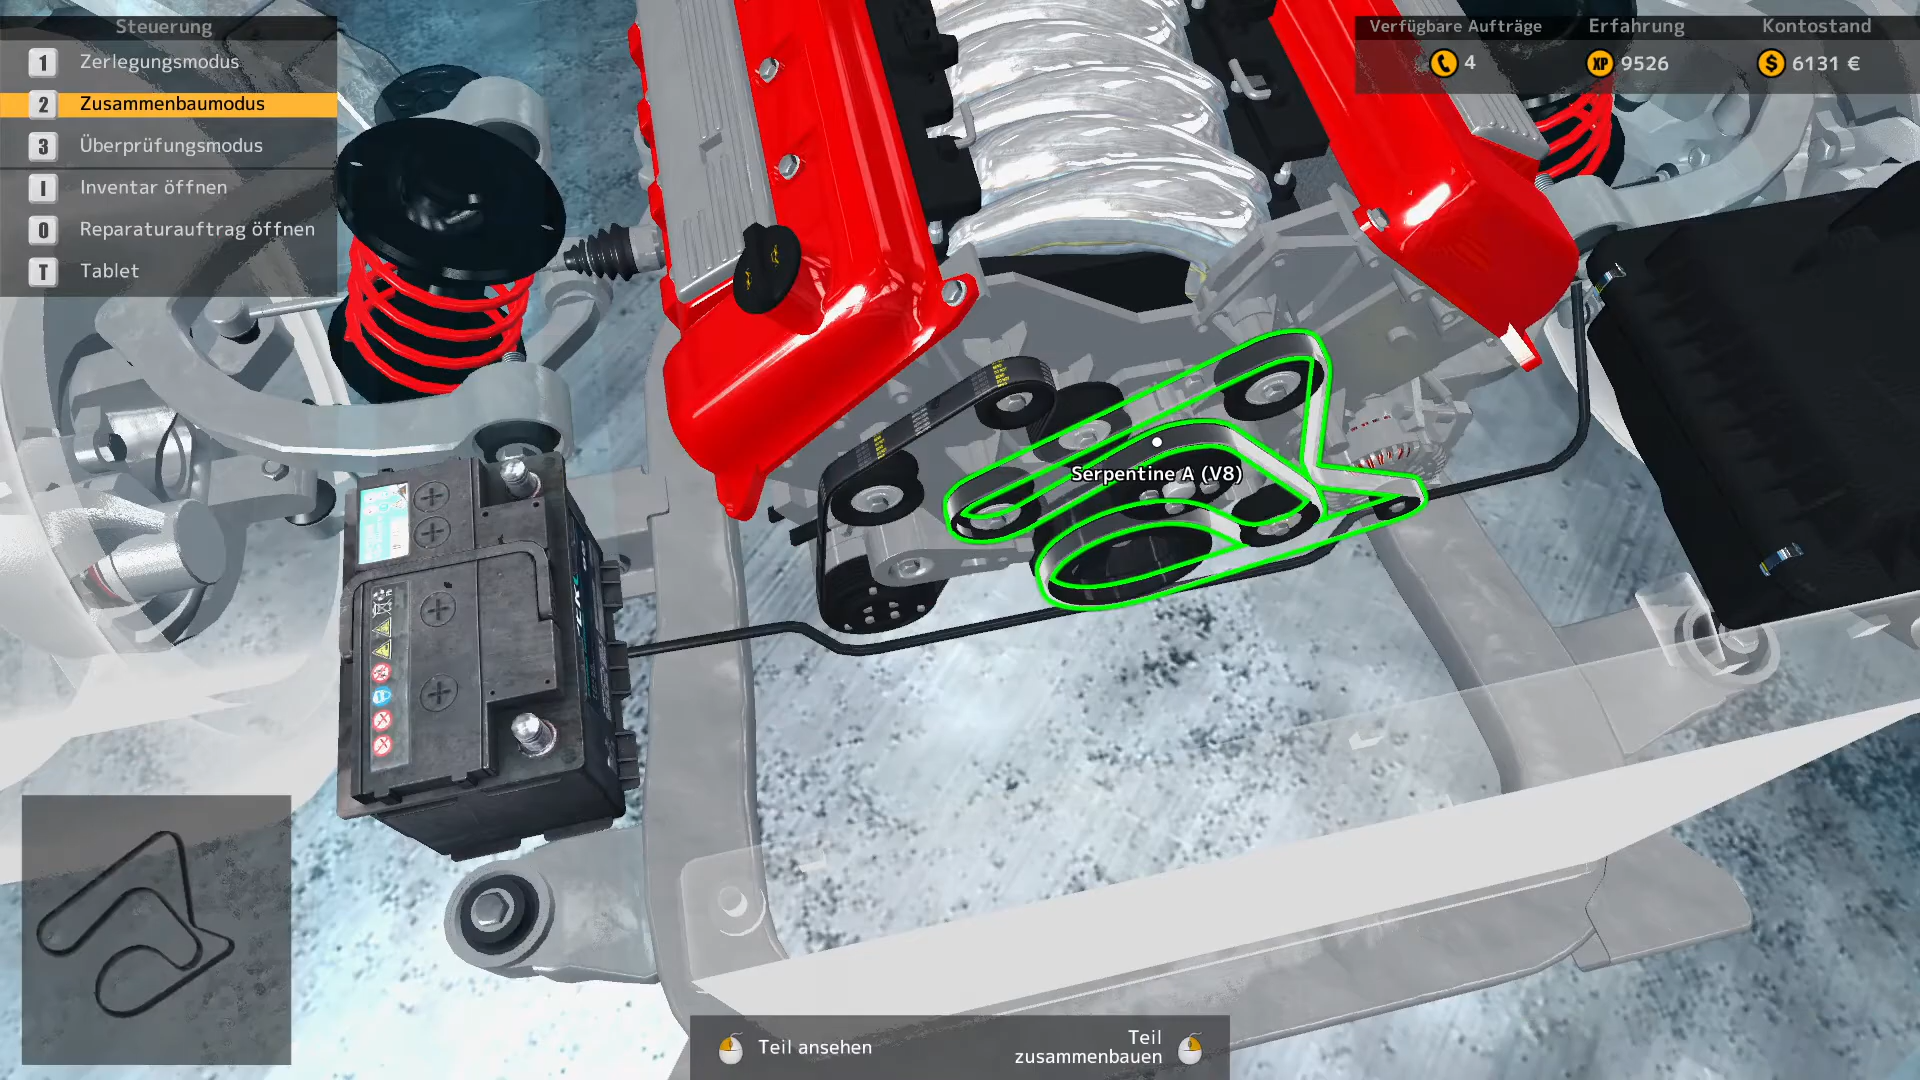 Steuerung
1 Zerlegungsmodus
2 Zusammenbaumodus
3 Überprüfungsmodus
I Inventar öffnen
O Reparaturauftrag öffnen
T Tablet
Verfügbare Aufträge Erfahrung Kontostand
4 XP 9526 $ 6131 €
Serpentine A (V8)
Teil ansehen
Teil
zusammenbauen